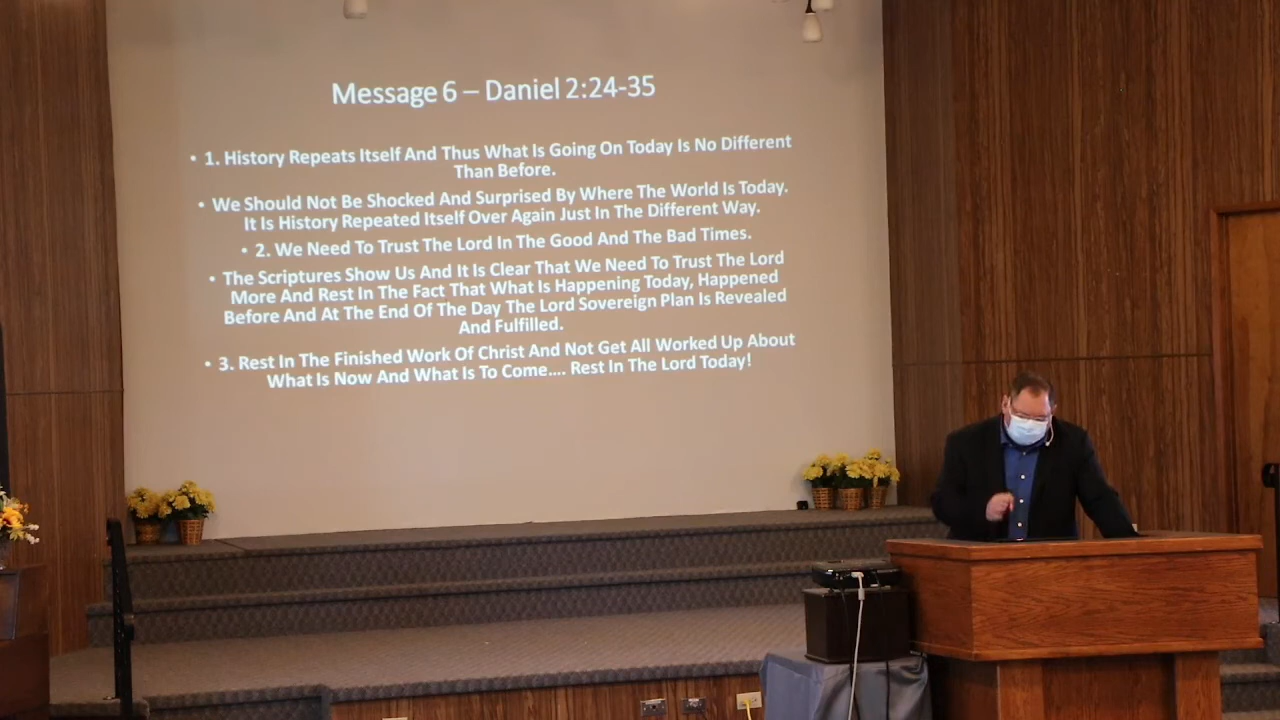 Message 6 – Daniel 2:24-35
• 1. History Repeats Itself And Thus What Is Going On Today Is No Different
Than Before.
• We Should Not Be Shocked And Surprised By Where The World Is Today.
It Is History Repeated Itself Over Again Just In The Different Way.
• 2. We Need To Trust The Lord In The Good And The Bad Times.
• The Scriptures Show Us And It Is Clear That We Need To Trust The Lord
More And Rest In The Fact That What Is Happening Today, Happened
Before And At The End Of The Day The Lord Sovereign Plan Is Revealed
And Fulfilled.
• 3. Rest In The Finished Work Of Christ And Not Get All Worked Up About
What Is Now And What Is To Come.... Rest In The Lord Today!